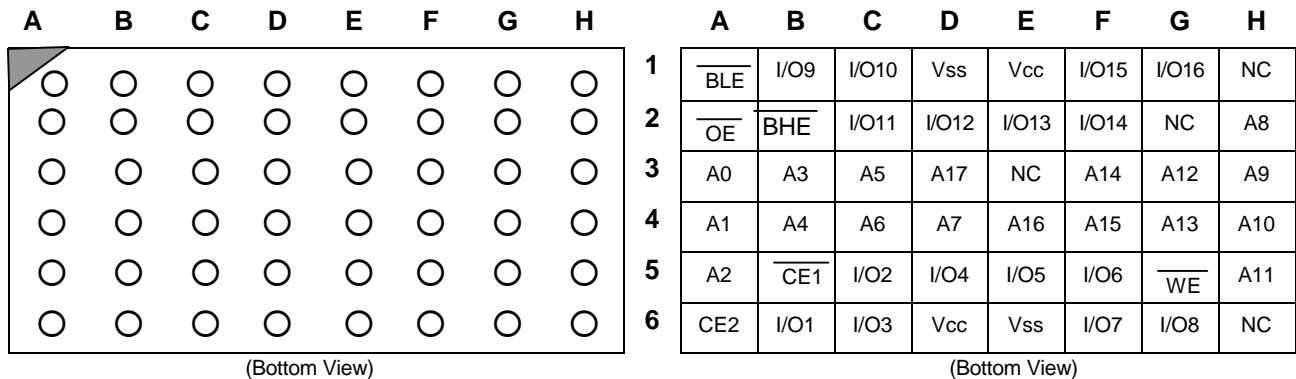 A B C D E F G H A B C D E F G H
1 BLE I/O9 I/O10 Vss Vcc I/O15 I/O16 NC
2 OE BHE I/O11 I/O12 I/O13 I/O14 NC A8
3 A0 A3 A5 A17 NC A14 A12 A9
4 A1 A4 A6 A7 A16 A15 A13 A10
5 A2 CE1 I/O2 I/O4 I/O5 I/O6 WE A11
6 CE2 I/O1 I/O3 Vcc Vss I/O7 I/O8 NC
(Bottom View) (Bottom View)